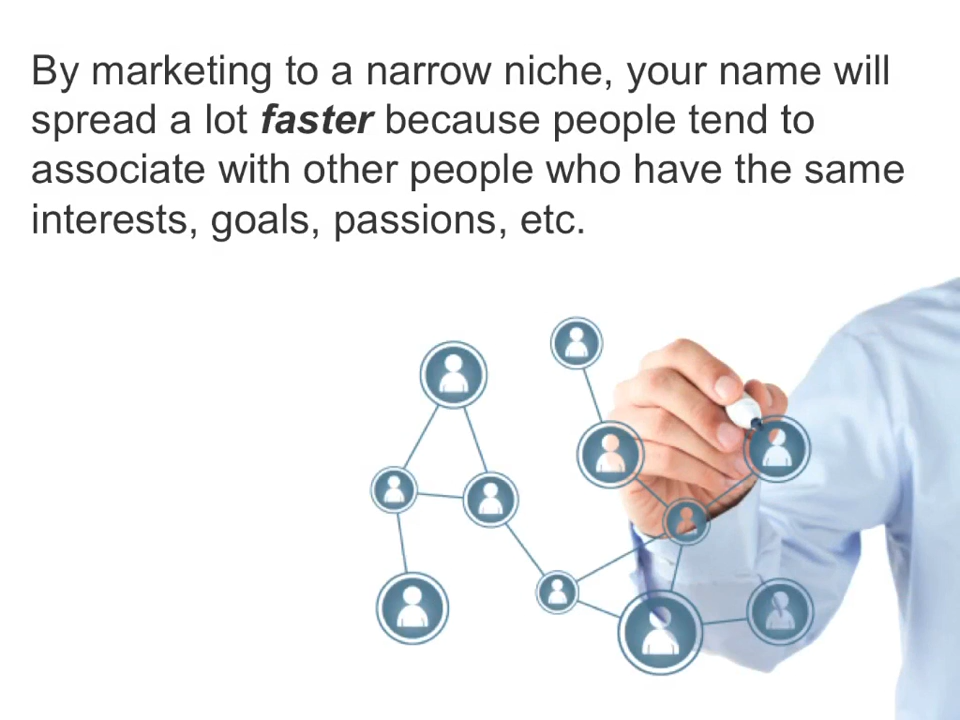 By marketing to a narrow niche, your name will
spread a lot faster because people tend to
associate with other people who have the same
interests, goals, passions, etc.